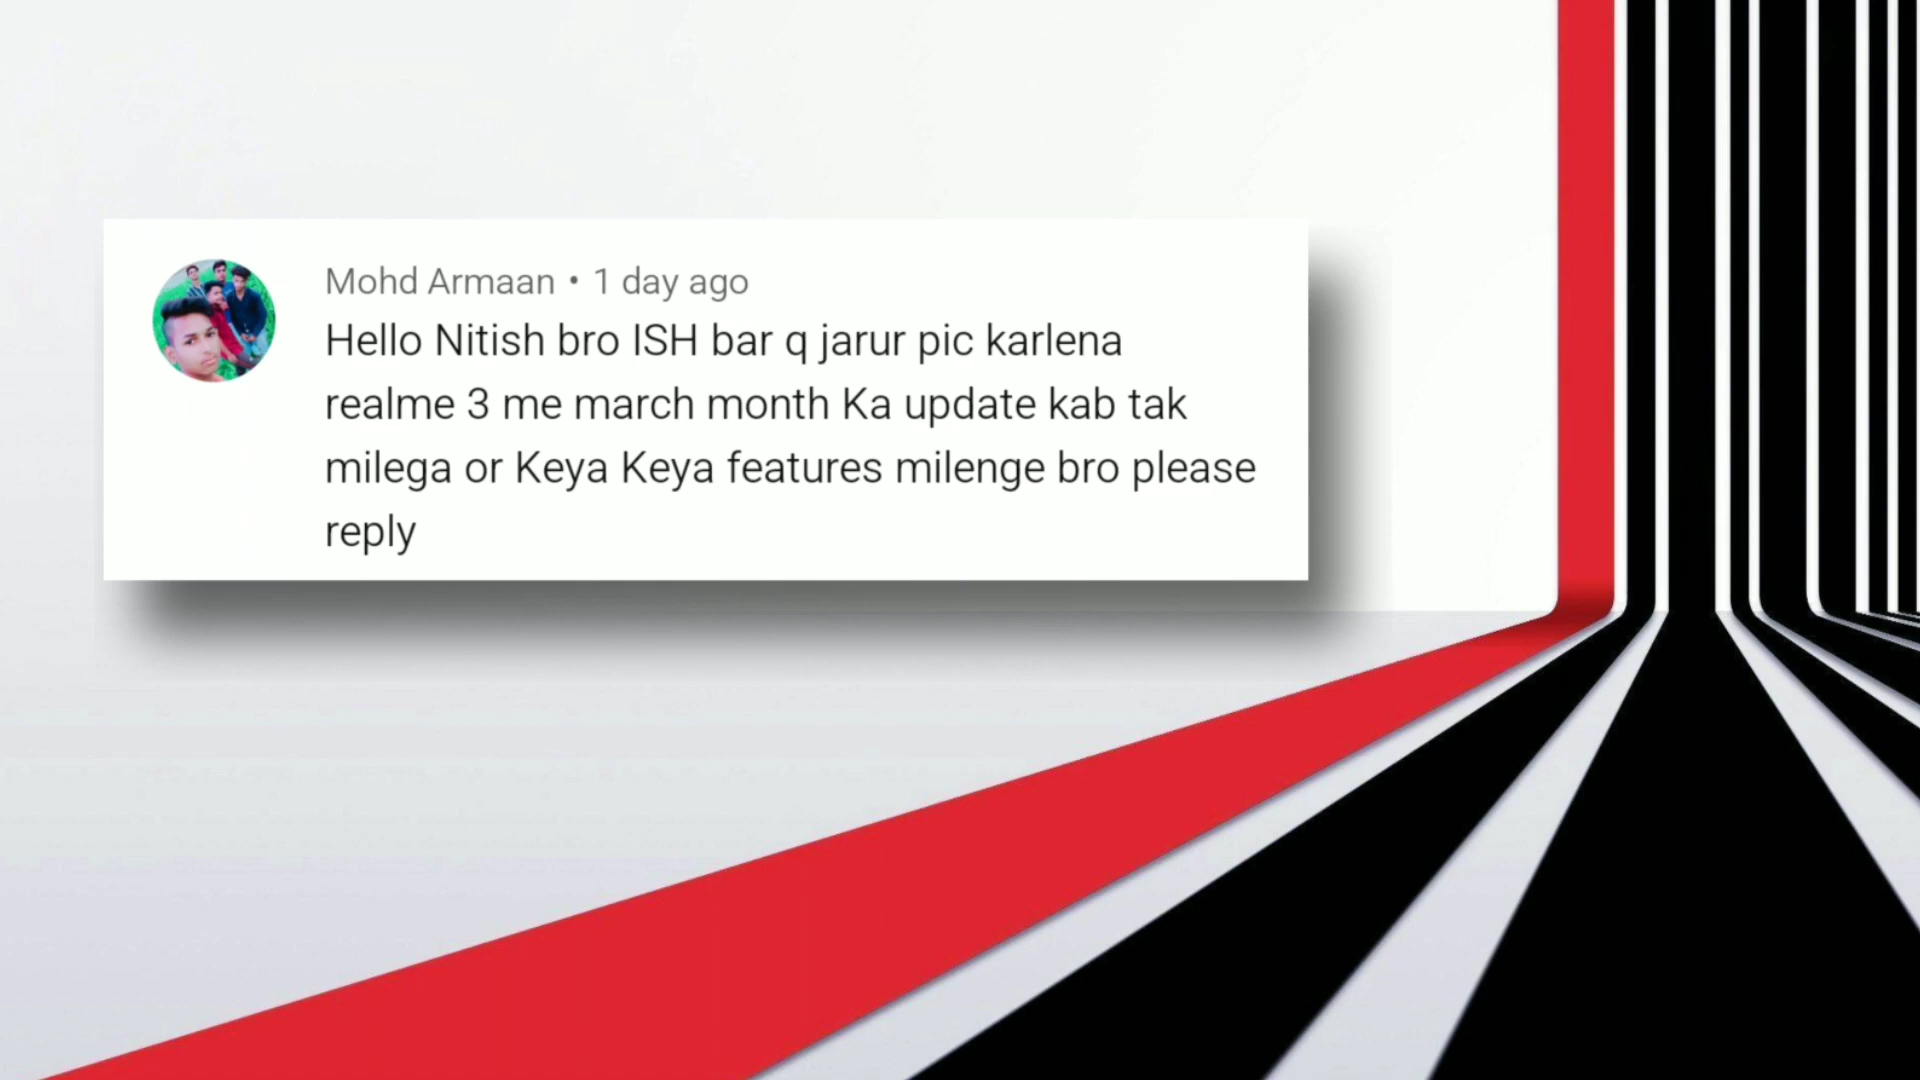 Mohd Armaan • 1 day ago
Hello Nitish bro ISH bar q jarur pic karlena
realme 3 me march month Ka update kab tak
milega or Keya Keya features milenge bro please
reply